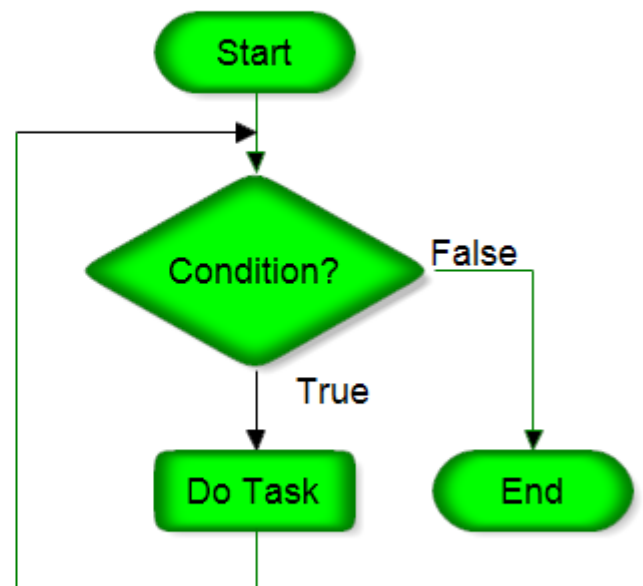 Start
Condition?
False
True
Do Task
End